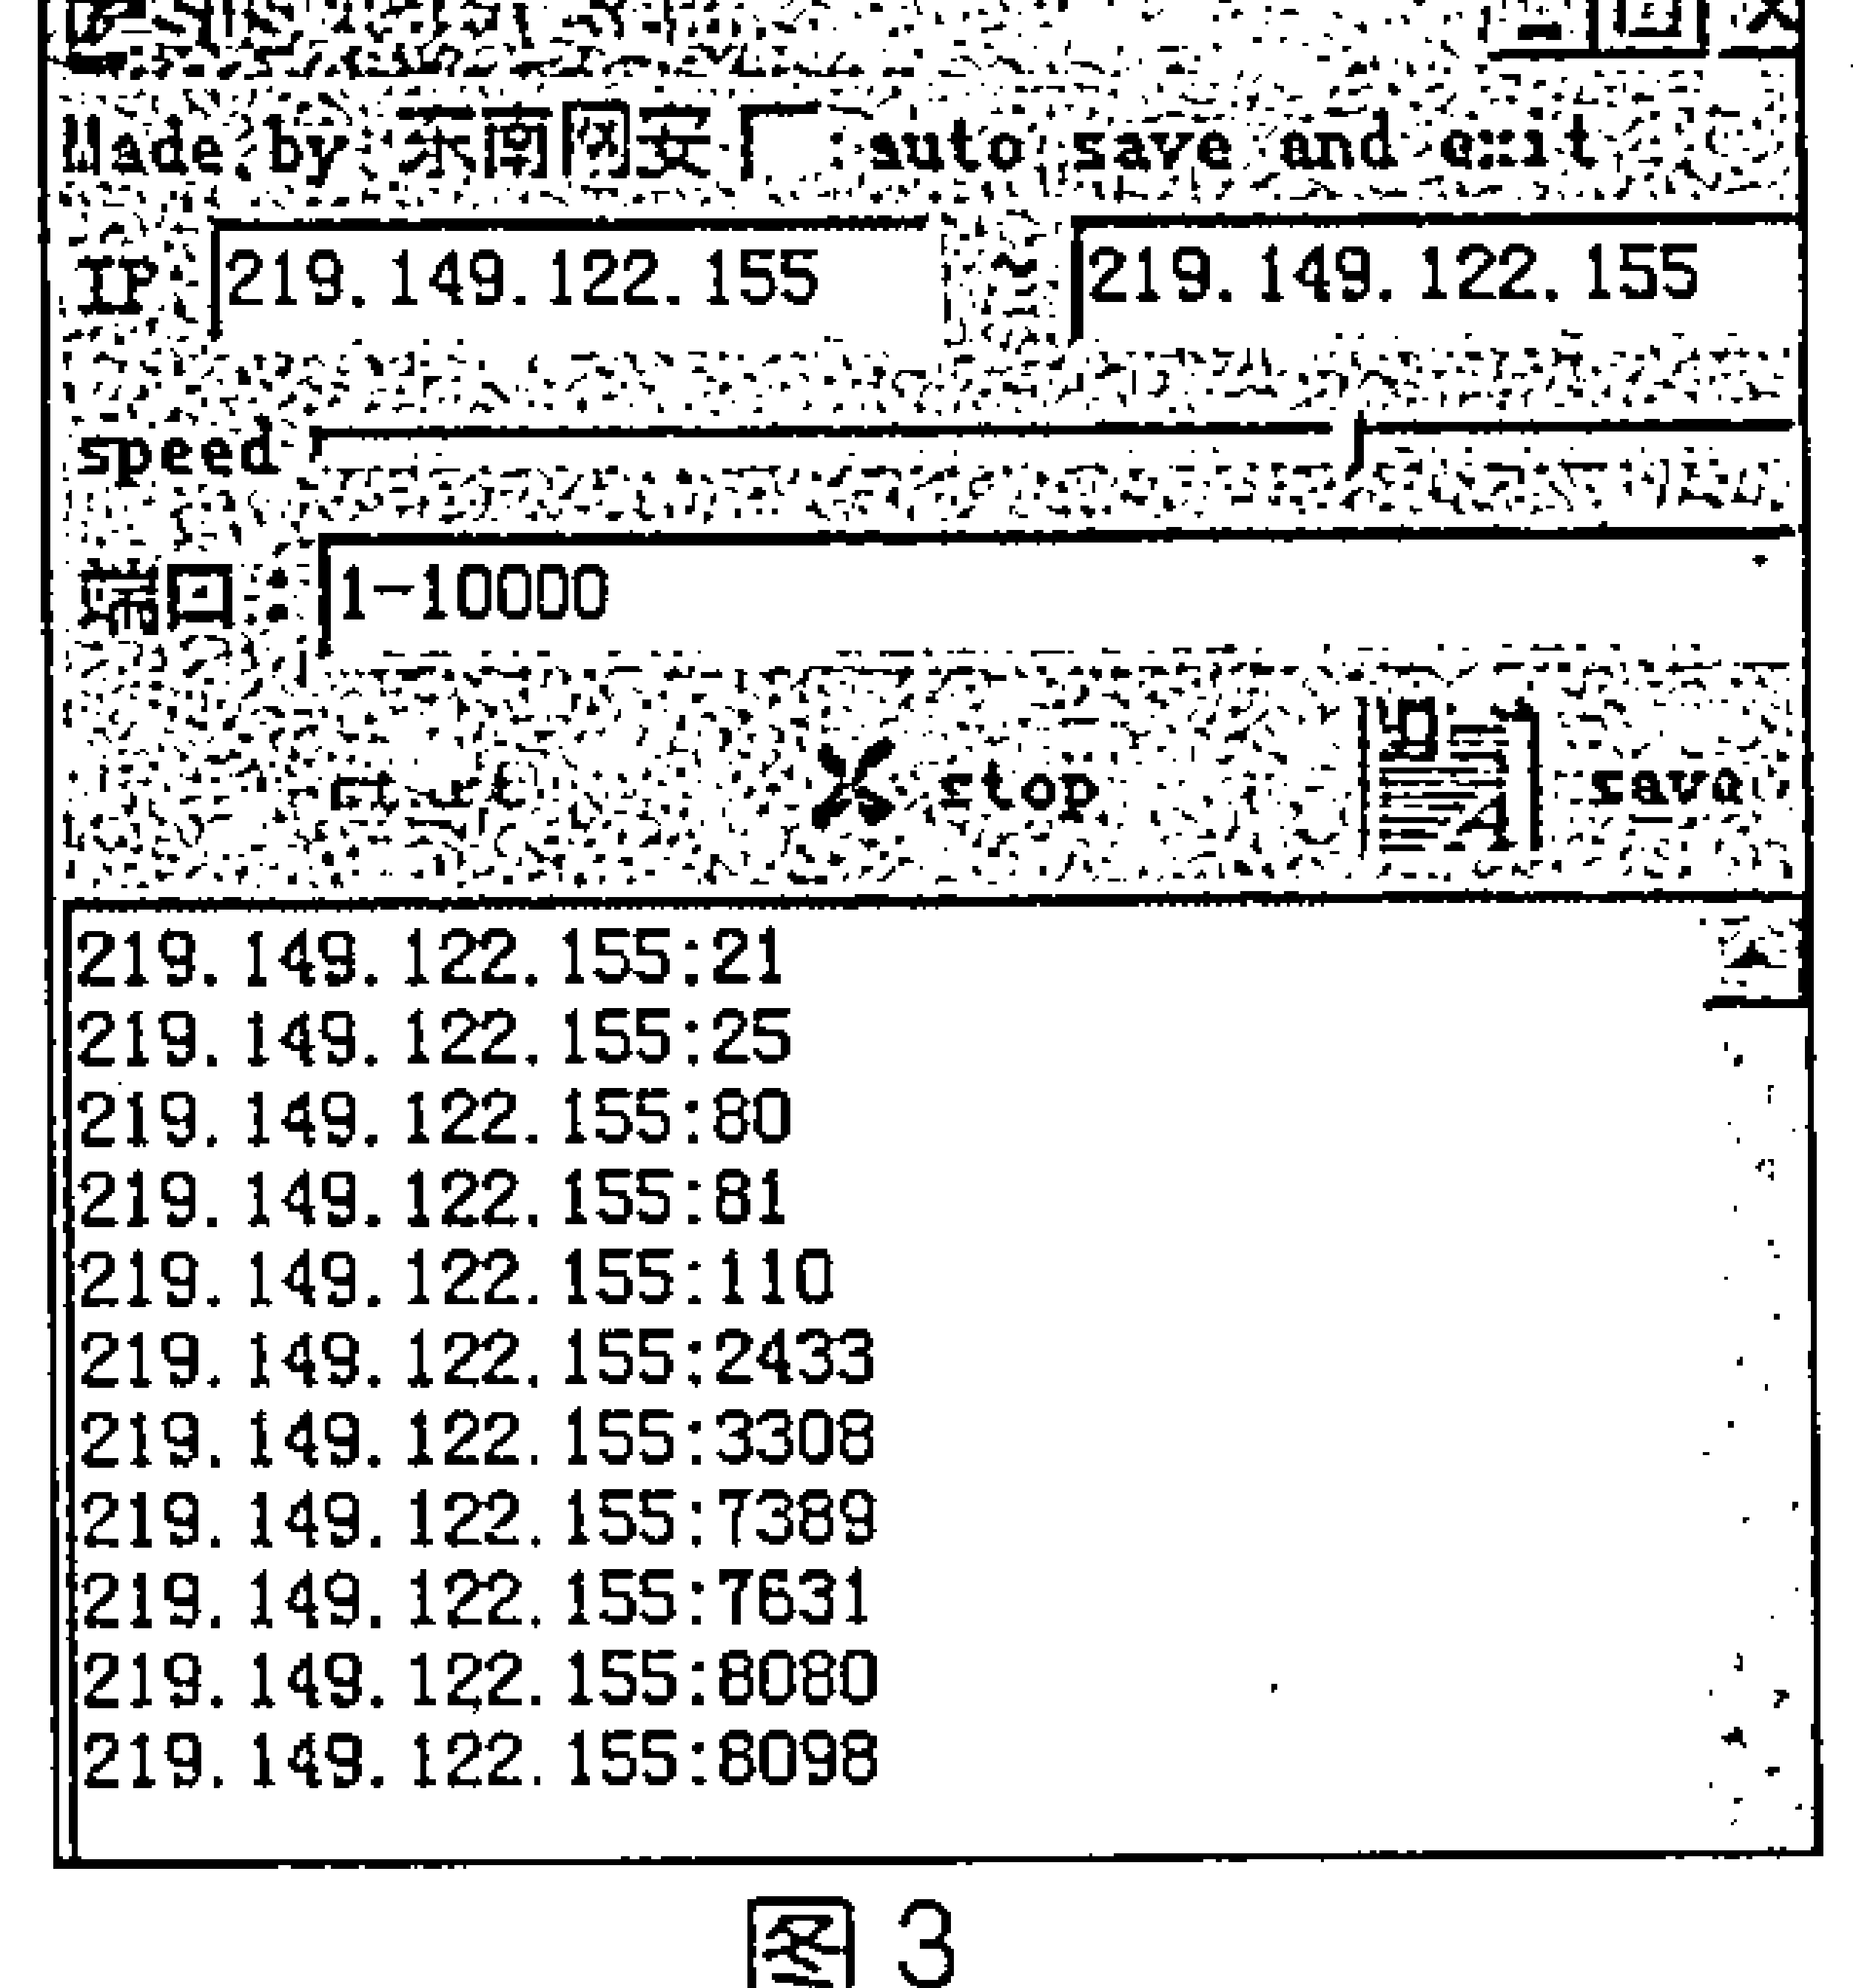 Made by 东南网安 auto save and exit
IP 219.149.122.155 ~ 219.149.122.155
speed
端口: 1-10000
stop save
219.149.122.155:21
219.149.122.155:25
219.149.122.155:80
219.149.122.155:81
219.149.122.155:110
219.149.122.155:2433
219.149.122.155:3308
219.149.122.155:7389
219.149.122.155:7631
219.149.122.155:8080
219.149.122.155:8098
图 3